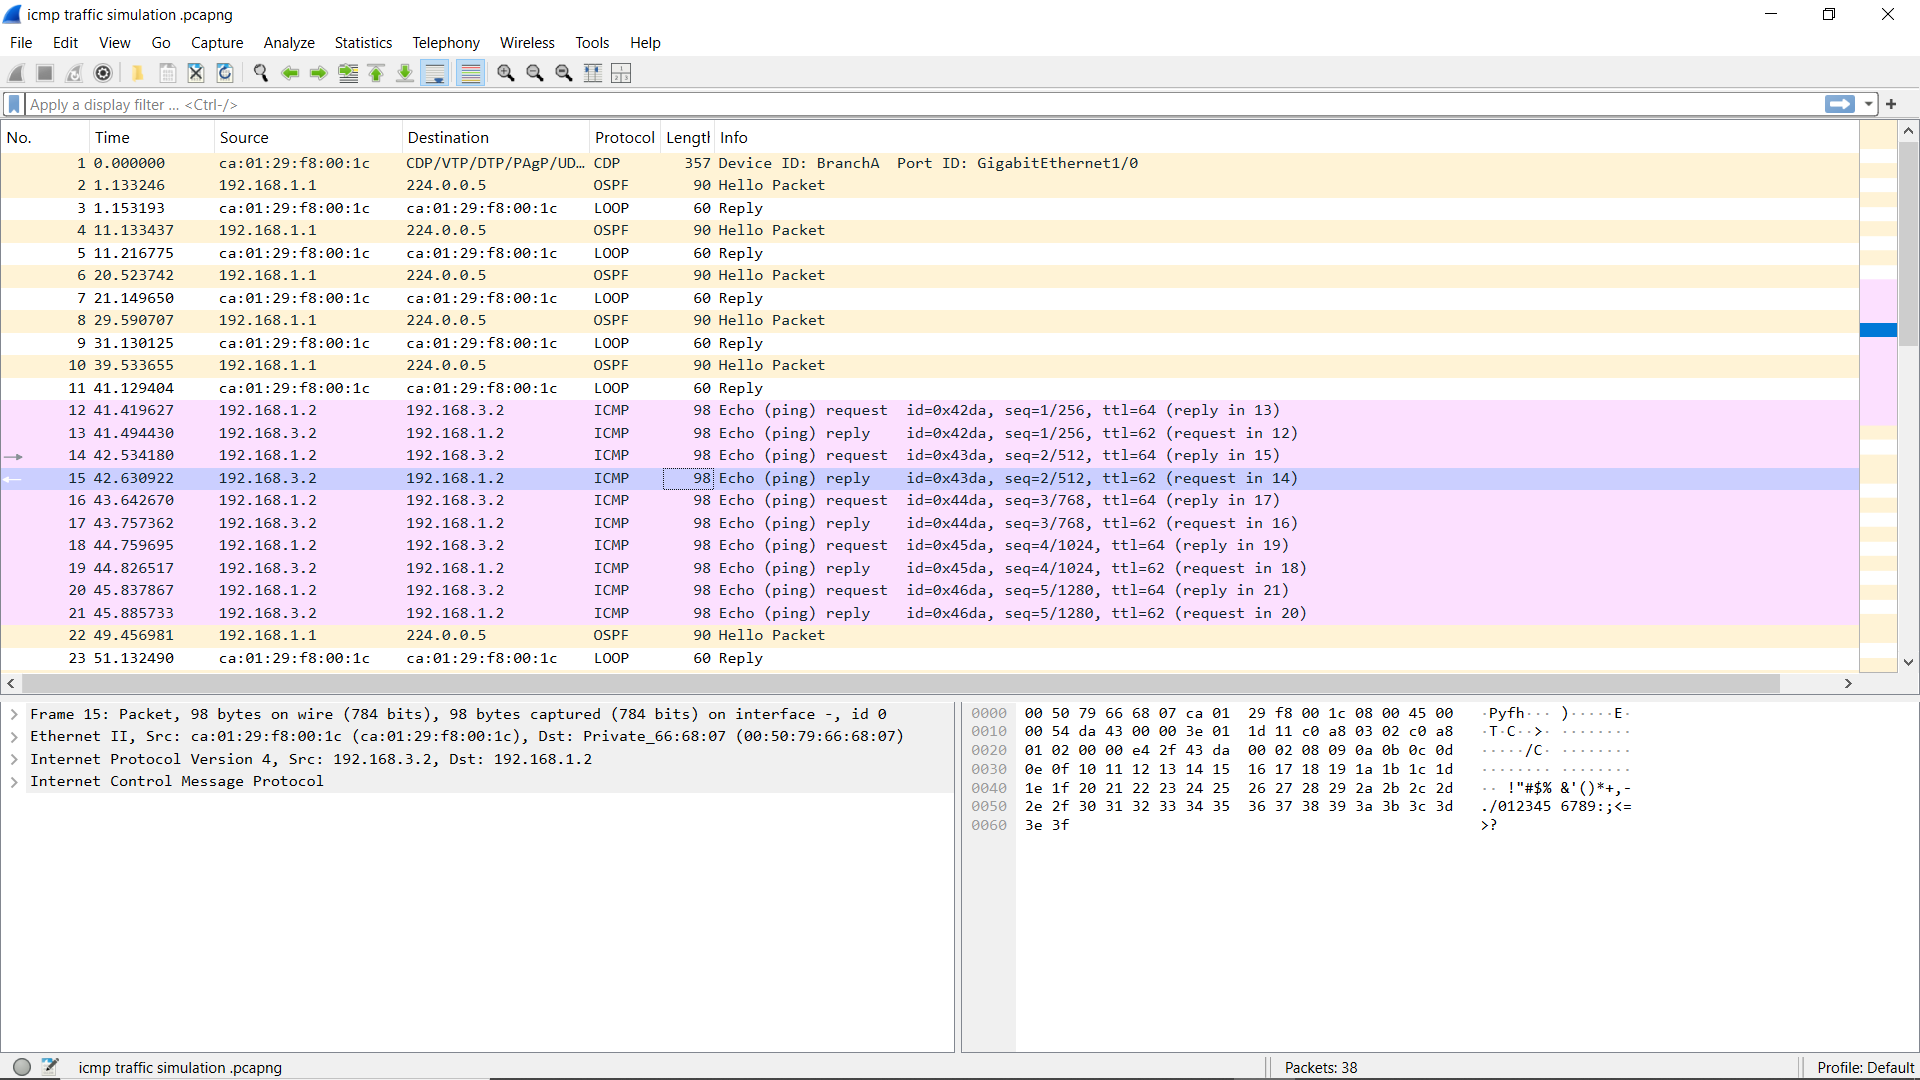 icmp traffic simulation .pcapng
File Edit View Go Capture Analyze Statistics Telephony Wireless Tools Help
Apply a display filter … <Ctrl-/>
No. Time Source Destination Protocol Length Info
1 0.000000 ca:01:29:f8:00:1c CDP/VTP/DTP/PAgP/UD… CDP 357 Device ID: BranchA  Port ID: GigabitEthernet1/0
2 1.133246 192.168.1.1 224.0.0.5 OSPF 90 Hello Packet
3 1.153193 ca:01:29:f8:00:1c ca:01:29:f8:00:1c LOOP 60 Reply
4 11.133437 192.168.1.1 224.0.0.5 OSPF 90 Hello Packet
5 11.216775 ca:01:29:f8:00:1c ca:01:29:f8:00:1c LOOP 60 Reply
6 20.523742 192.168.1.1 224.0.0.5 OSPF 90 Hello Packet
7 21.149650 ca:01:29:f8:00:1c ca:01:29:f8:00:1c LOOP 60 Reply
8 29.590707 192.168.1.1 224.0.0.5 OSPF 90 Hello Packet
9 31.130125 ca:01:29:f8:00:1c ca:01:29:f8:00:1c LOOP 60 Reply
10 39.533655 192.168.1.1 224.0.0.5 OSPF 90 Hello Packet
11 41.129404 ca:01:29:f8:00:1c ca:01:29:f8:00:1c LOOP 60 Reply
12 41.419627 192.168.1.2 192.168.3.2 ICMP 98 Echo (ping) request  id=0x42da, seq=1/256, ttl=64 (reply in 13)
13 41.494430 192.168.3.2 192.168.1.2 ICMP 98 Echo (ping) reply    id=0x42da, seq=1/256, ttl=62 (request in 12)
14 42.534180 192.168.1.2 192.168.3.2 ICMP 98 Echo (ping) request  id=0x43da, seq=2/512, ttl=64 (reply in 15)
15 42.630922 192.168.3.2 192.168.1.2 ICMP 98 Echo (ping) reply    id=0x43da, seq=2/512, ttl=62 (request in 14)
16 43.642670 192.168.1.2 192.168.3.2 ICMP 98 Echo (ping) request  id=0x44da, seq=3/768, ttl=64 (reply in 17)
17 43.757362 192.168.3.2 192.168.1.2 ICMP 98 Echo (ping) reply    id=0x44da, seq=3/768, ttl=62 (request in 16)
18 44.759695 192.168.1.2 192.168.3.2 ICMP 98 Echo (ping) request  id=0x45da, seq=4/1024, ttl=64 (reply in 19)
19 44.826517 192.168.3.2 192.168.1.2 ICMP 98 Echo (ping) reply    id=0x45da, seq=4/1024, ttl=62 (request in 18)
20 45.837867 192.168.1.2 192.168.3.2 ICMP 98 Echo (ping) request  id=0x46da, seq=5/1280, ttl=64 (reply in 21)
21 45.885733 192.168.3.2 192.168.1.2 ICMP 98 Echo (ping) reply    id=0x46da, seq=5/1280, ttl=62 (request in 20)
22 49.456981 192.168.1.1 224.0.0.5 OSPF 90 Hello Packet
23 51.132490 ca:01:29:f8:00:1c ca:01:29:f8:00:1c LOOP 60 Reply
Frame 15: Packet, 98 bytes on wire (784 bits), 98 bytes captured (784 bits) on interface -, id 0
Ethernet II, Src: ca:01:29:f8:00:1c (ca:01:29:f8:00:1c), Dst: Private_66:68:07 (00:50:79:66:68:07)
Internet Protocol Version 4, Src: 192.168.3.2, Dst: 192.168.1.2
Internet Control Message Protocol
0000 00 50 79 66 68 07 ca 01  29 f8 00 1c 08 00 45 00 ·Pyfh··· )·····E·
0010 00 54 da 43 00 00 3e 01  1d 11 c0 a8 03 02 c0 a8 ·T·C··>· ········
0020 01 02 00 00 e4 2f 43 da  00 02 08 09 0a 0b 0c 0d ·····/C· ········
0030 0e 0f 10 11 12 13 14 15  16 17 18 19 1a 1b 1c 1d ········ ········
0040 1e 1f 20 21 22 23 24 25  26 27 28 29 2a 2b 2c 2d ·· !"#$% &'()*+,-
0050 2e 2f 30 31 32 33 34 35  36 37 38 39 3a 3b 3c 3d ./012345 6789:;<=
0060 3e 3f >?
icmp traffic simulation .pcapng Packets: 38 Profile: Default